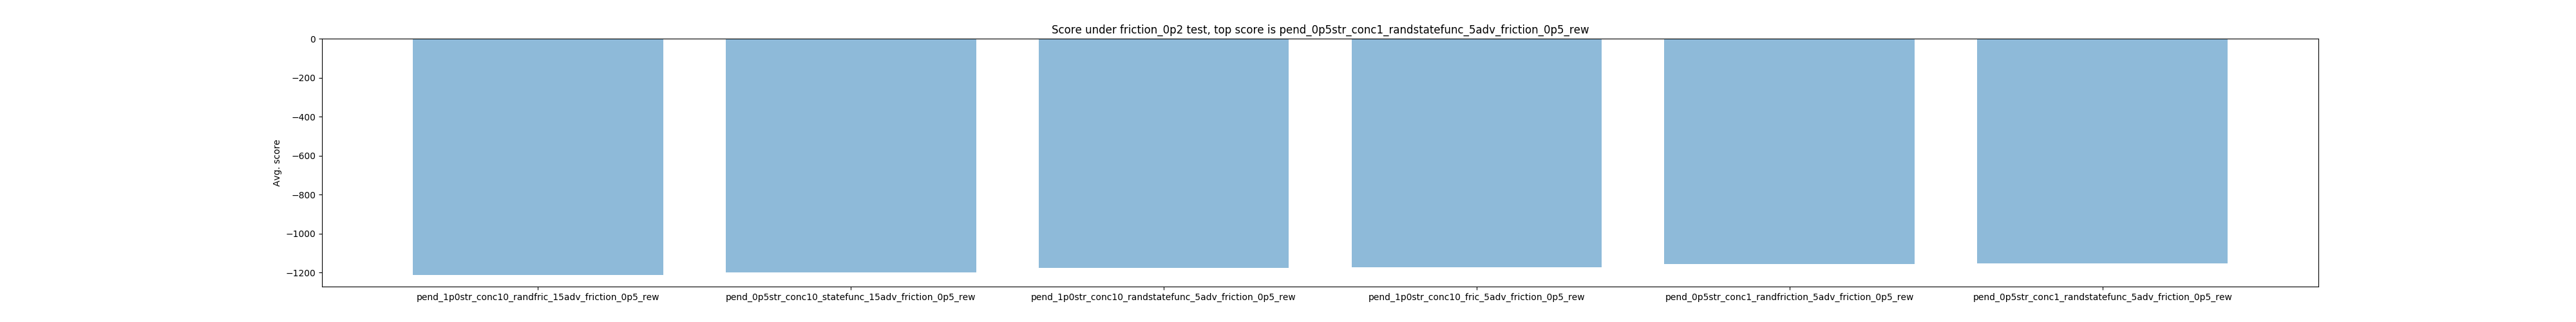 Score under friction_0p2 test, top score is pend_0p5str_conc1_randstatefunc_5adv_friction_0p5_rew
0
−200
−400
−600
−800
−1000
−1200
Avg. score
pend_1p0str_conc10_randfric_15adv_friction_0p5_rew
pend_0p5str_conc10_statefunc_15adv_friction_0p5_rew
pend_1p0str_conc10_randstatefunc_5adv_friction_0p5_rew
pend_1p0str_conc10_fric_5adv_friction_0p5_rew
pend_0p5str_conc1_randfriction_5adv_friction_0p5_rew
pend_0p5str_conc1_randstatefunc_5adv_friction_0p5_rew